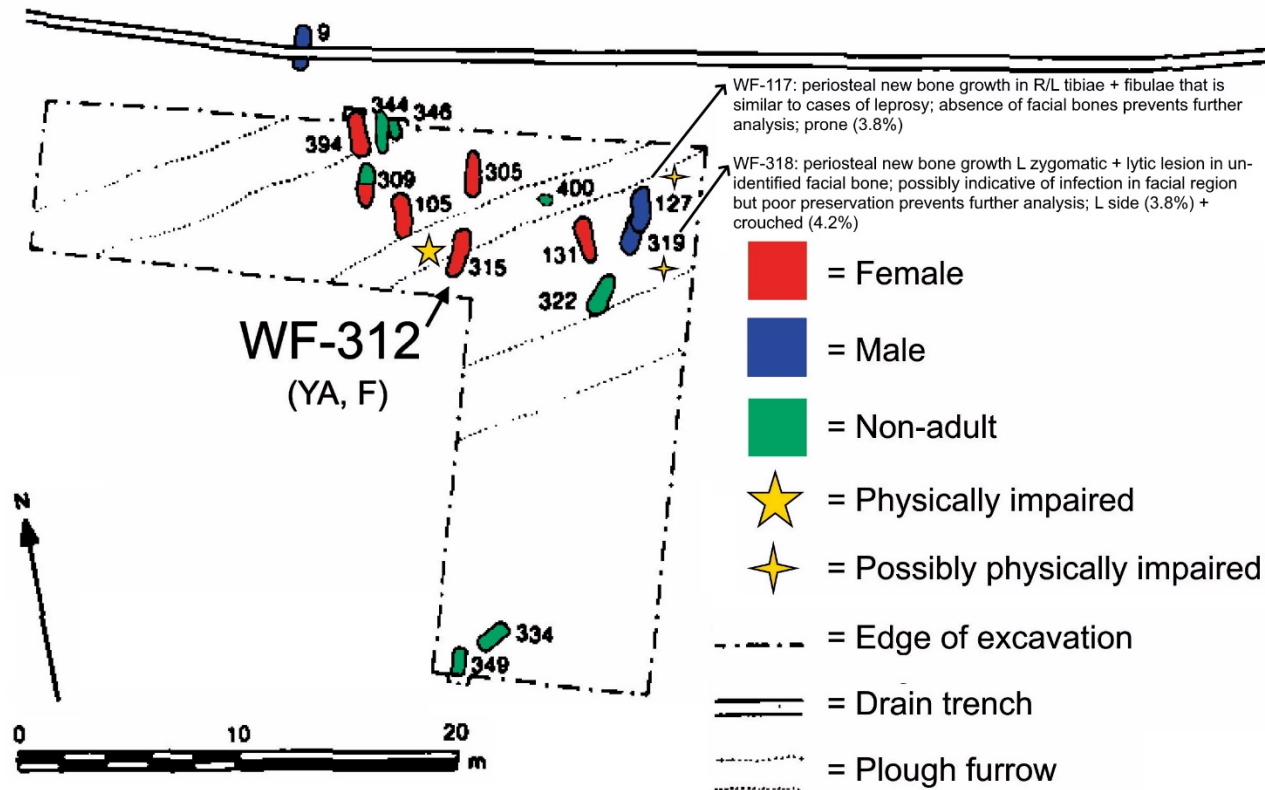 9
WF-117: periosteal new bone growth in R/L tibiae + fibulae that is
similar to cases of leprosy; absence of facial bones prevents further
analysis; prone (3.8%)
344
346
394
WF-318: periosteal new bone growth L zygomatic + lytic lesion in un-
identified facial bone; possibly indicative of infection in facial region
but poor preservation prevents further analysis; L side (3.8%) +
crouched (4.2%)
309
305
400
105
127
131
319
315
322
= Female
WF-312
(YA, F)
= Male
= Non-adult
N
= Physically impaired
= Possibly physically impaired
334
349
= Edge of excavation
= Drain trench
0 10 20
m
= Plough furrow